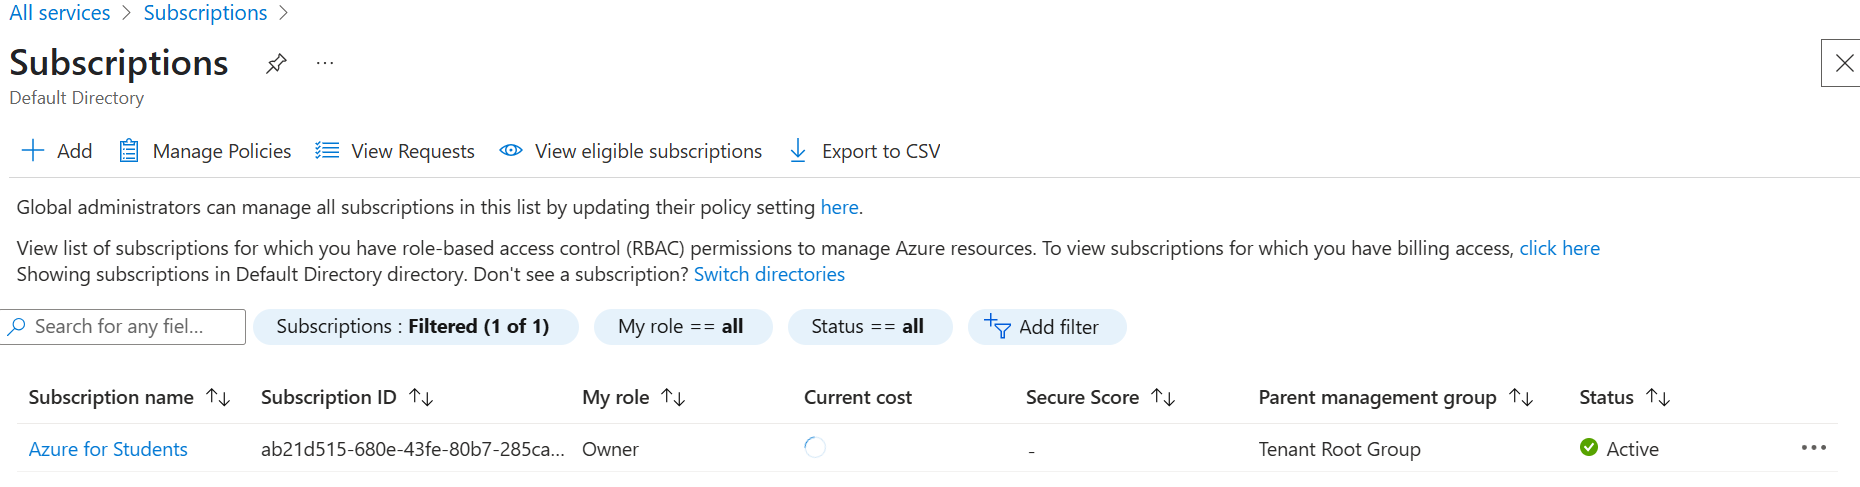 All services > Subscriptions >
Subscriptions ...
Default Directory
Add Manage Policies View Requests View eligible subscriptions Export to CSV
Global administrators can manage all subscriptions in this list by updating their policy setting here.
View list of subscriptions for which you have role-based access control (RBAC) permissions to manage Azure resources. To view subscriptions for which you have billing access, click here
Showing subscriptions in Default Directory directory. Don't see a subscription? Switch directories
Search for any fiel... Subscriptions : Filtered (1 of 1) My role == all Status == all Add filter
Subscription name Subscription ID My role Current cost Secure Score Parent management group Status
Azure for Students ab21d515-680e-43fe-80b7-285ca... Owner - Tenant Root Group Active ...